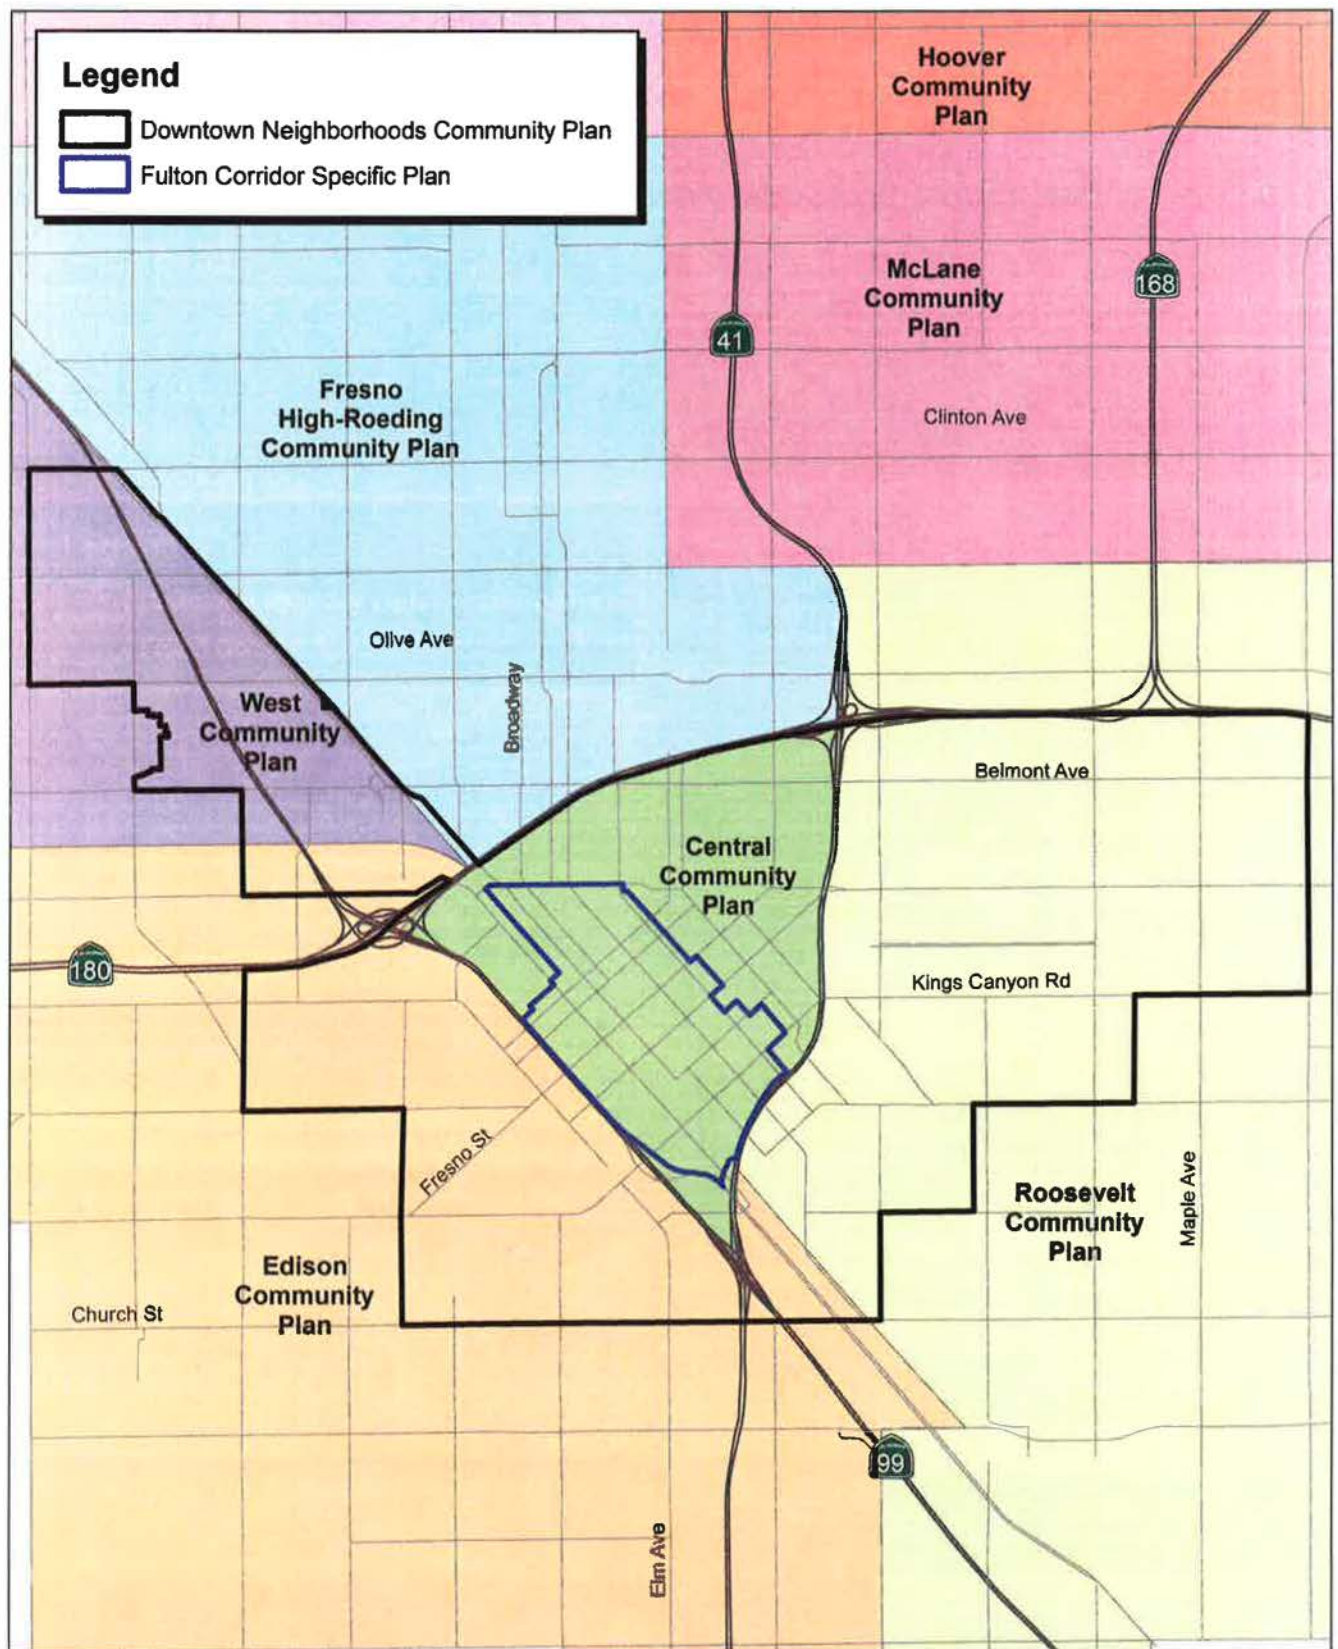 Legend
Downtown Neighborhoods Community Plan
Fulton Corridor Specific Plan
Hoover
Community
Plan
McLane
Community
Plan
168
41
Fresno
High-Roeding
Community Plan
Clinton Ave
Olive Ave
Broadway
West
Community
Plan
Belmont Ave
Central
Community
Plan
180
Kings Canyon Rd
Fresno St
Maple Ave
Roosevelt
Community
Plan
Edison
Community
Plan
Church St
99
Elm Ave